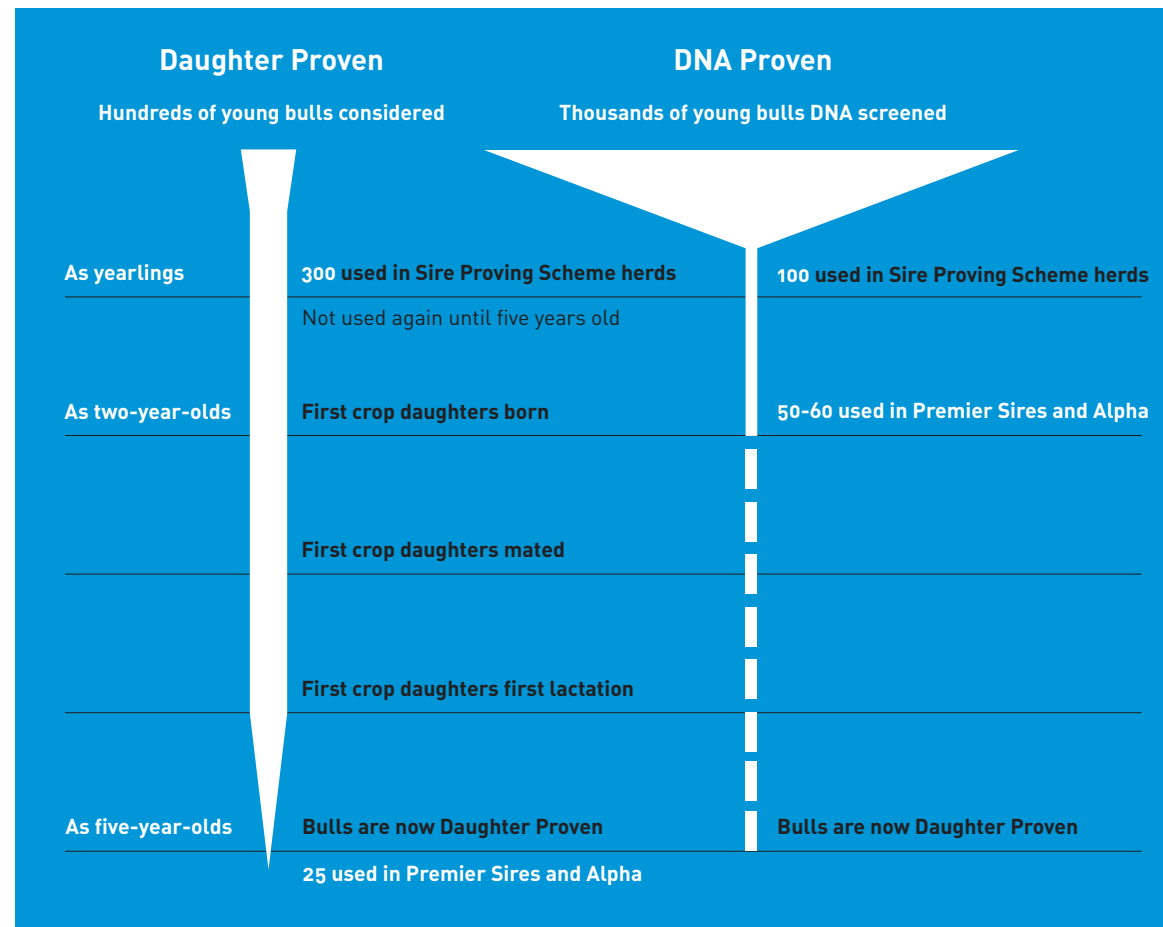 Daughter Proven
DNA Proven
Hundreds of young bulls considered
Thousands of young bulls DNA screened
As yearlings
300 used in Sire Proving Scheme herds
100 used in Sire Proving Scheme herds
Not used again until five years old
As two-year-olds
First crop daughters born
50-60 used in Premier Sires and Alpha
First crop daughters mated
First crop daughters first lactation
As five-year-olds
Bulls are now Daughter Proven
Bulls are now Daughter Proven
25 used in Premier Sires and Alpha